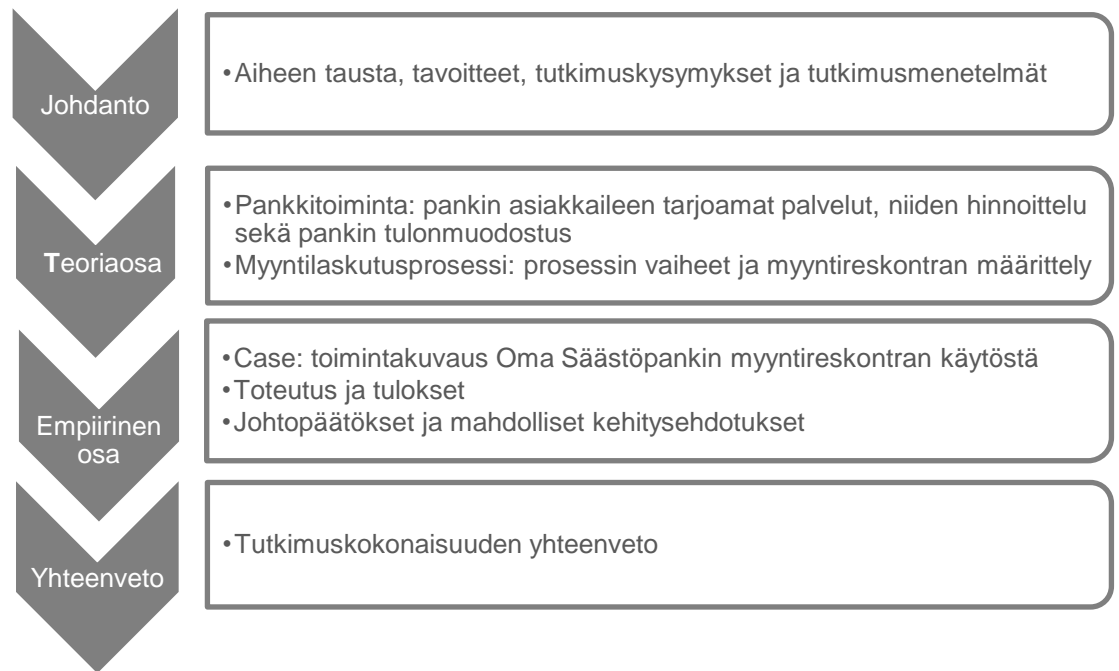 Johdanto
•Aiheen tausta, tavoitteet, tutkimuskysymykset ja tutkimusmenetelmät
Teoriaosa
•Pankkitoiminta: pankin asiakkaileen tarjoamat palvelut, niiden hinnoittelu
sekä pankin tulonmuodostus
•Myyntilaskutusprosessi: prosessin vaiheet ja myyntireskontran määrittely
Empiirinen
osa
•Case: toimintakuvaus Oma Säästöpankin myyntireskontran käytöstä
•Toteutus ja tulokset
•Johtopäätökset ja mahdolliset kehitysehdotukset
Yhteenveto
•Tutkimuskokonaisuuden yhteenveto